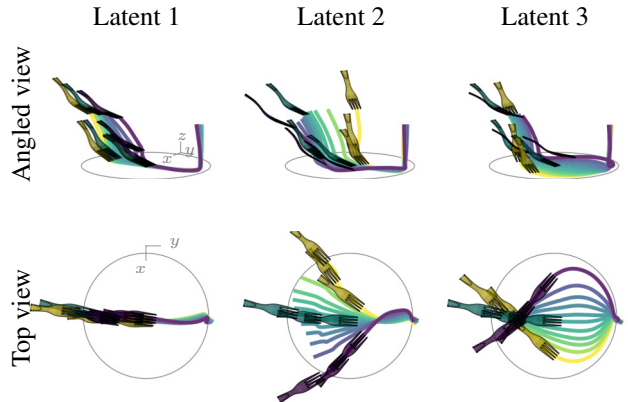 Latent 1 Latent 2 Latent 3
Angled view
z
x y
y
x
Top view